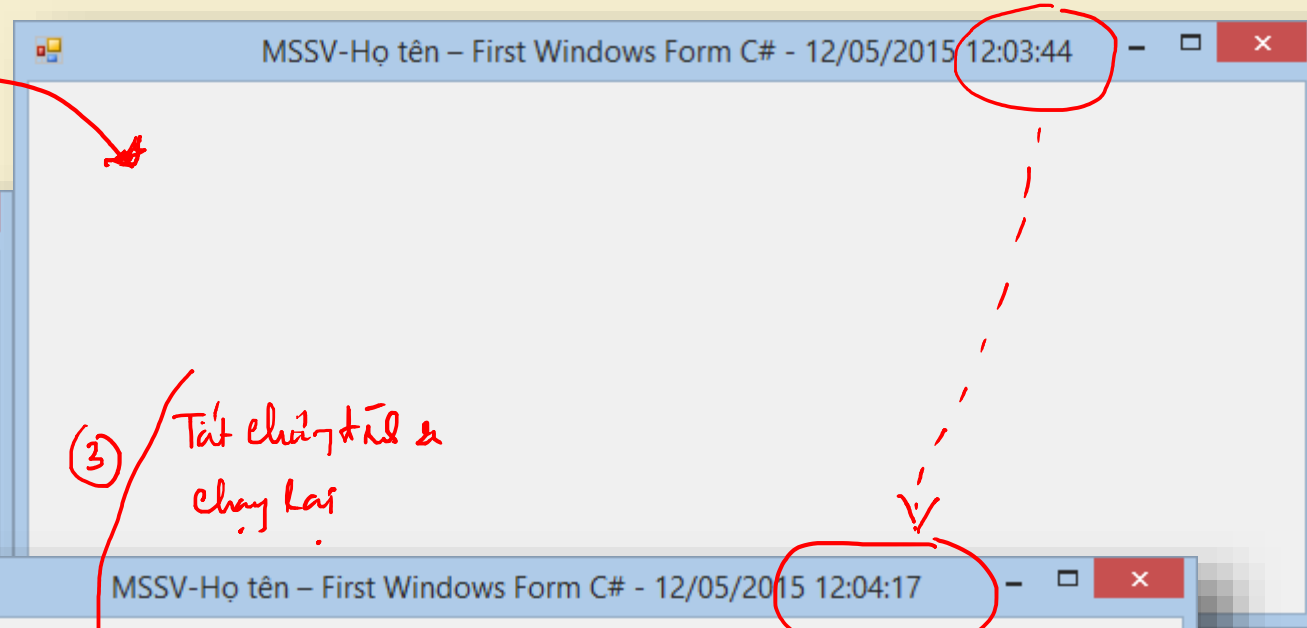 MSSV-Họ tên – First Windows Form C# - 12/05/2015 12:03:44
3
Tắt chương trình &
chạy lại
MSSV-Họ tên – First Windows Form C# - 12/05/2015 12:04:17